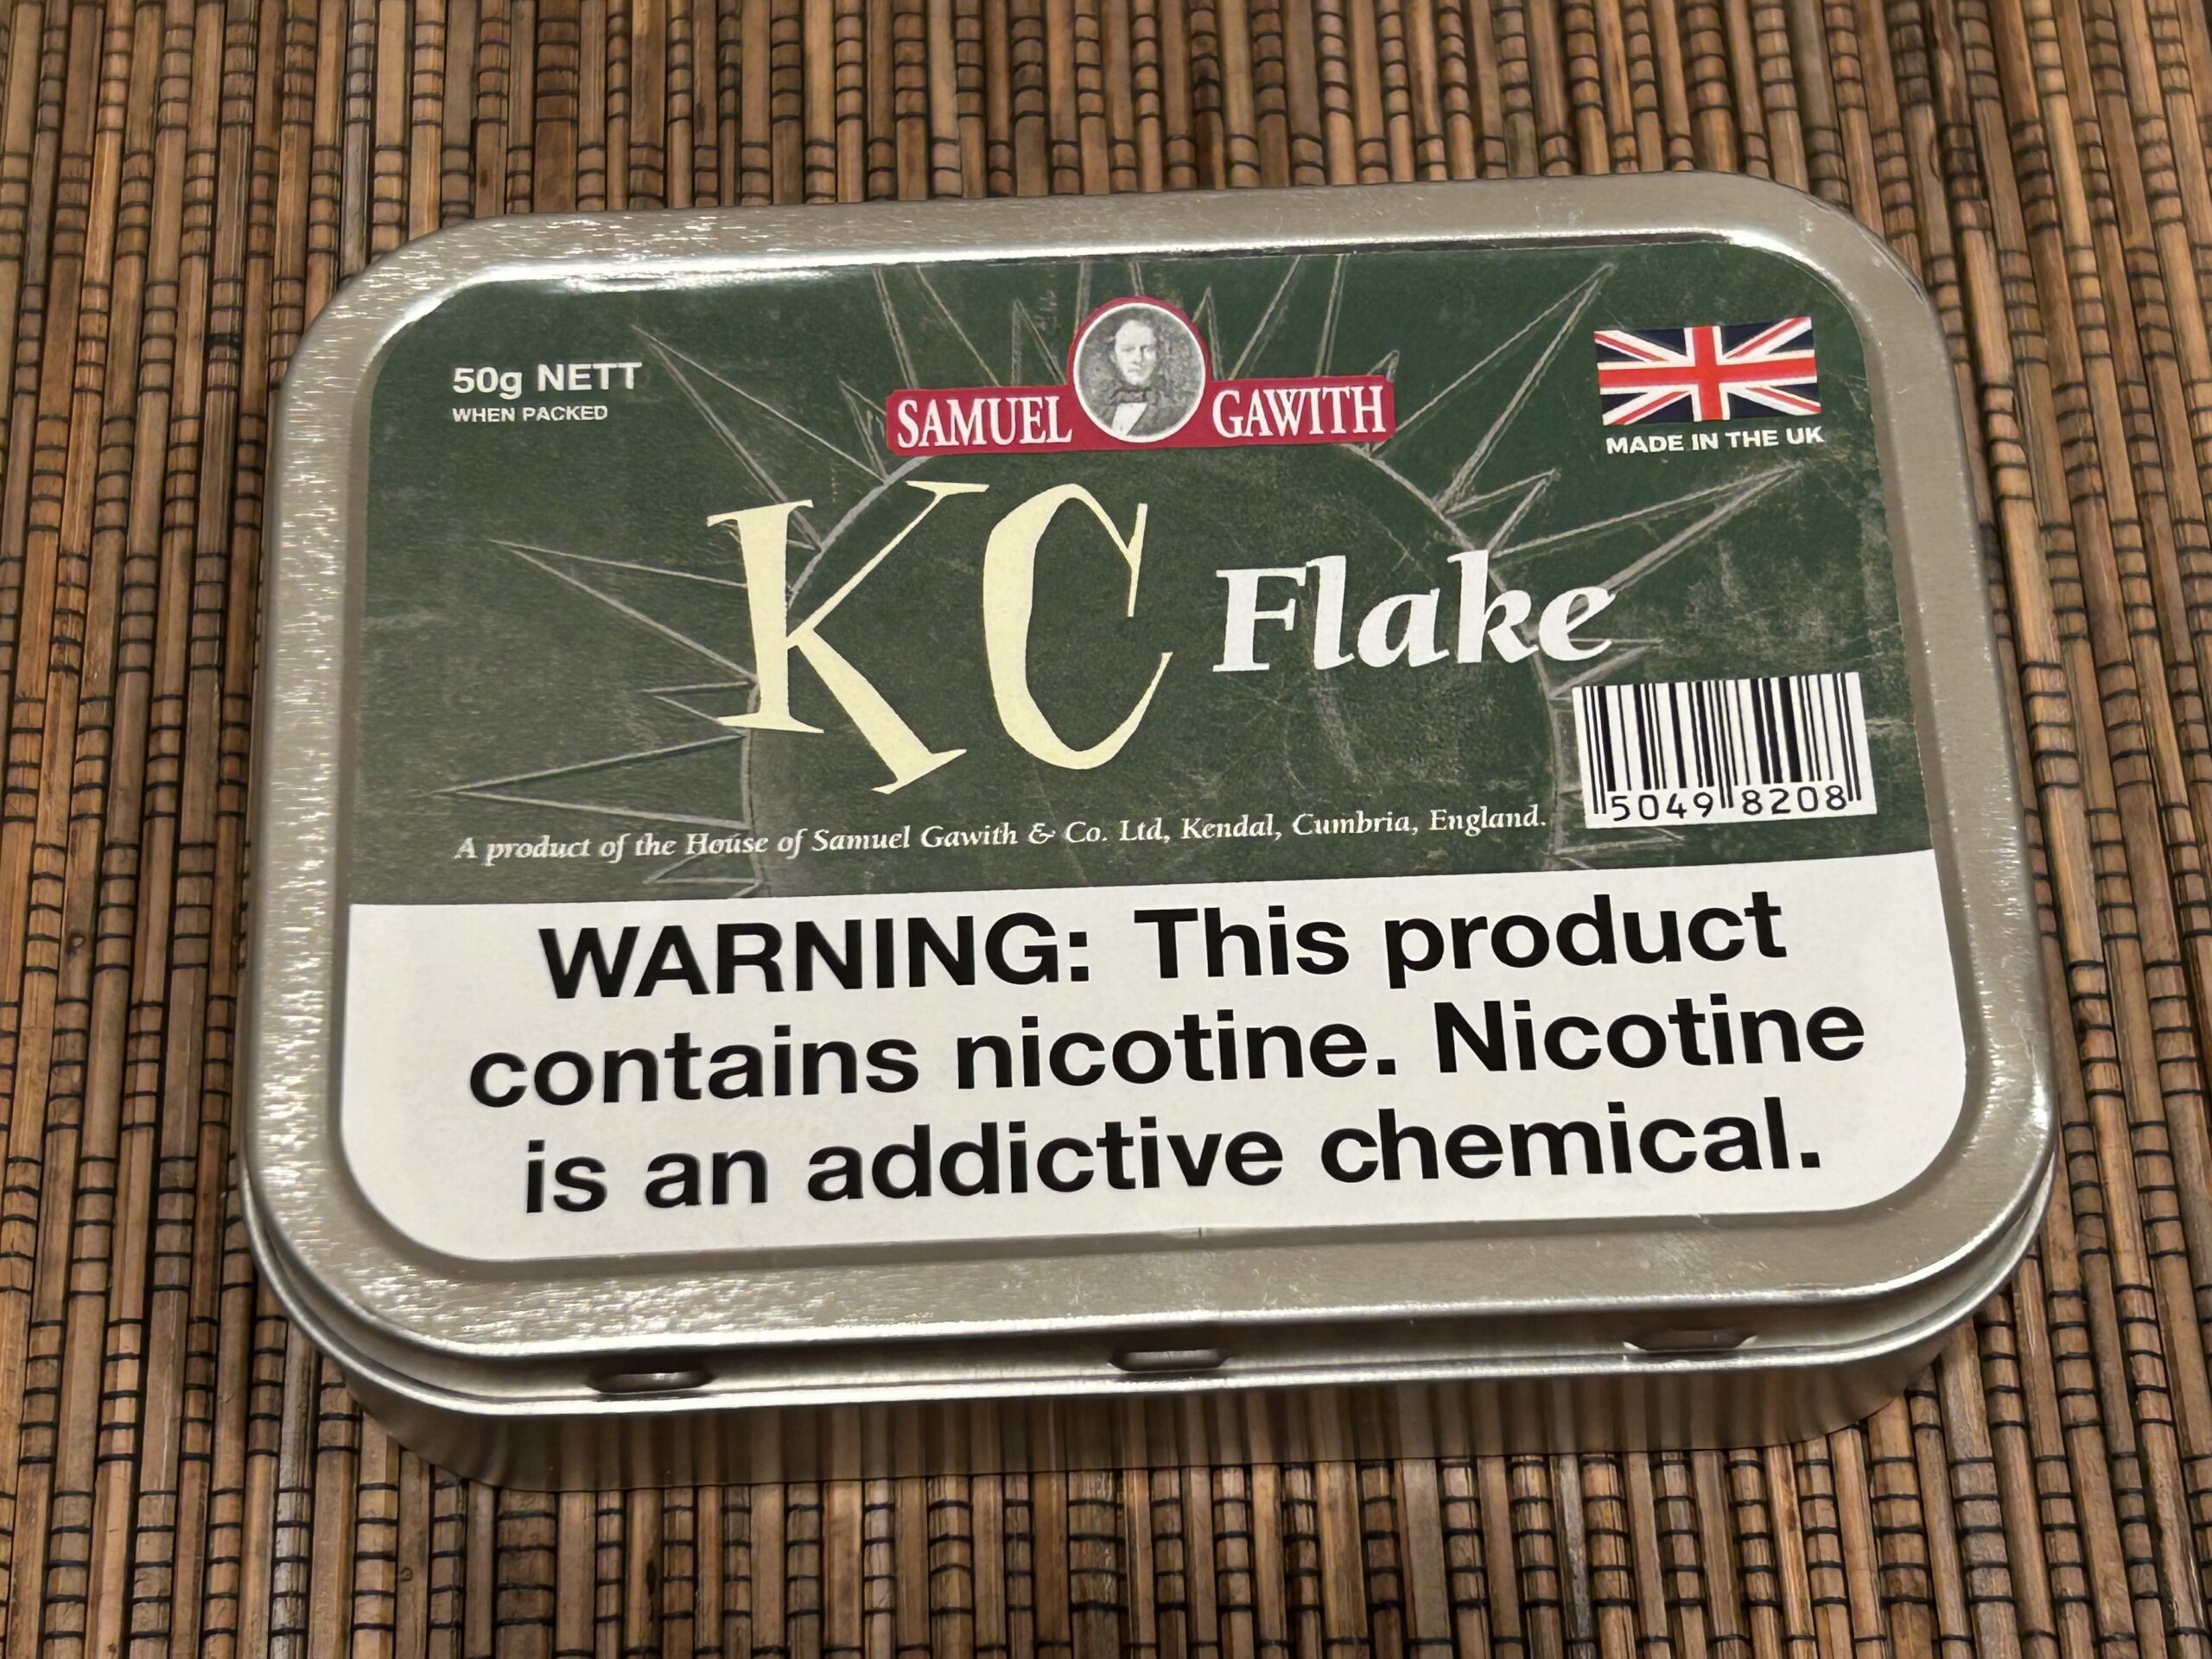 50g NETT
WHEN PACKED
SAMUEL GAWITH
MADE IN THE UK
KC Flake
5049 8208
A product of the House of Samuel Gawith & Co. Ltd, Kendal, Cumbria, England.
WARNING: This product
contains nicotine. Nicotine
is an addictive chemical.